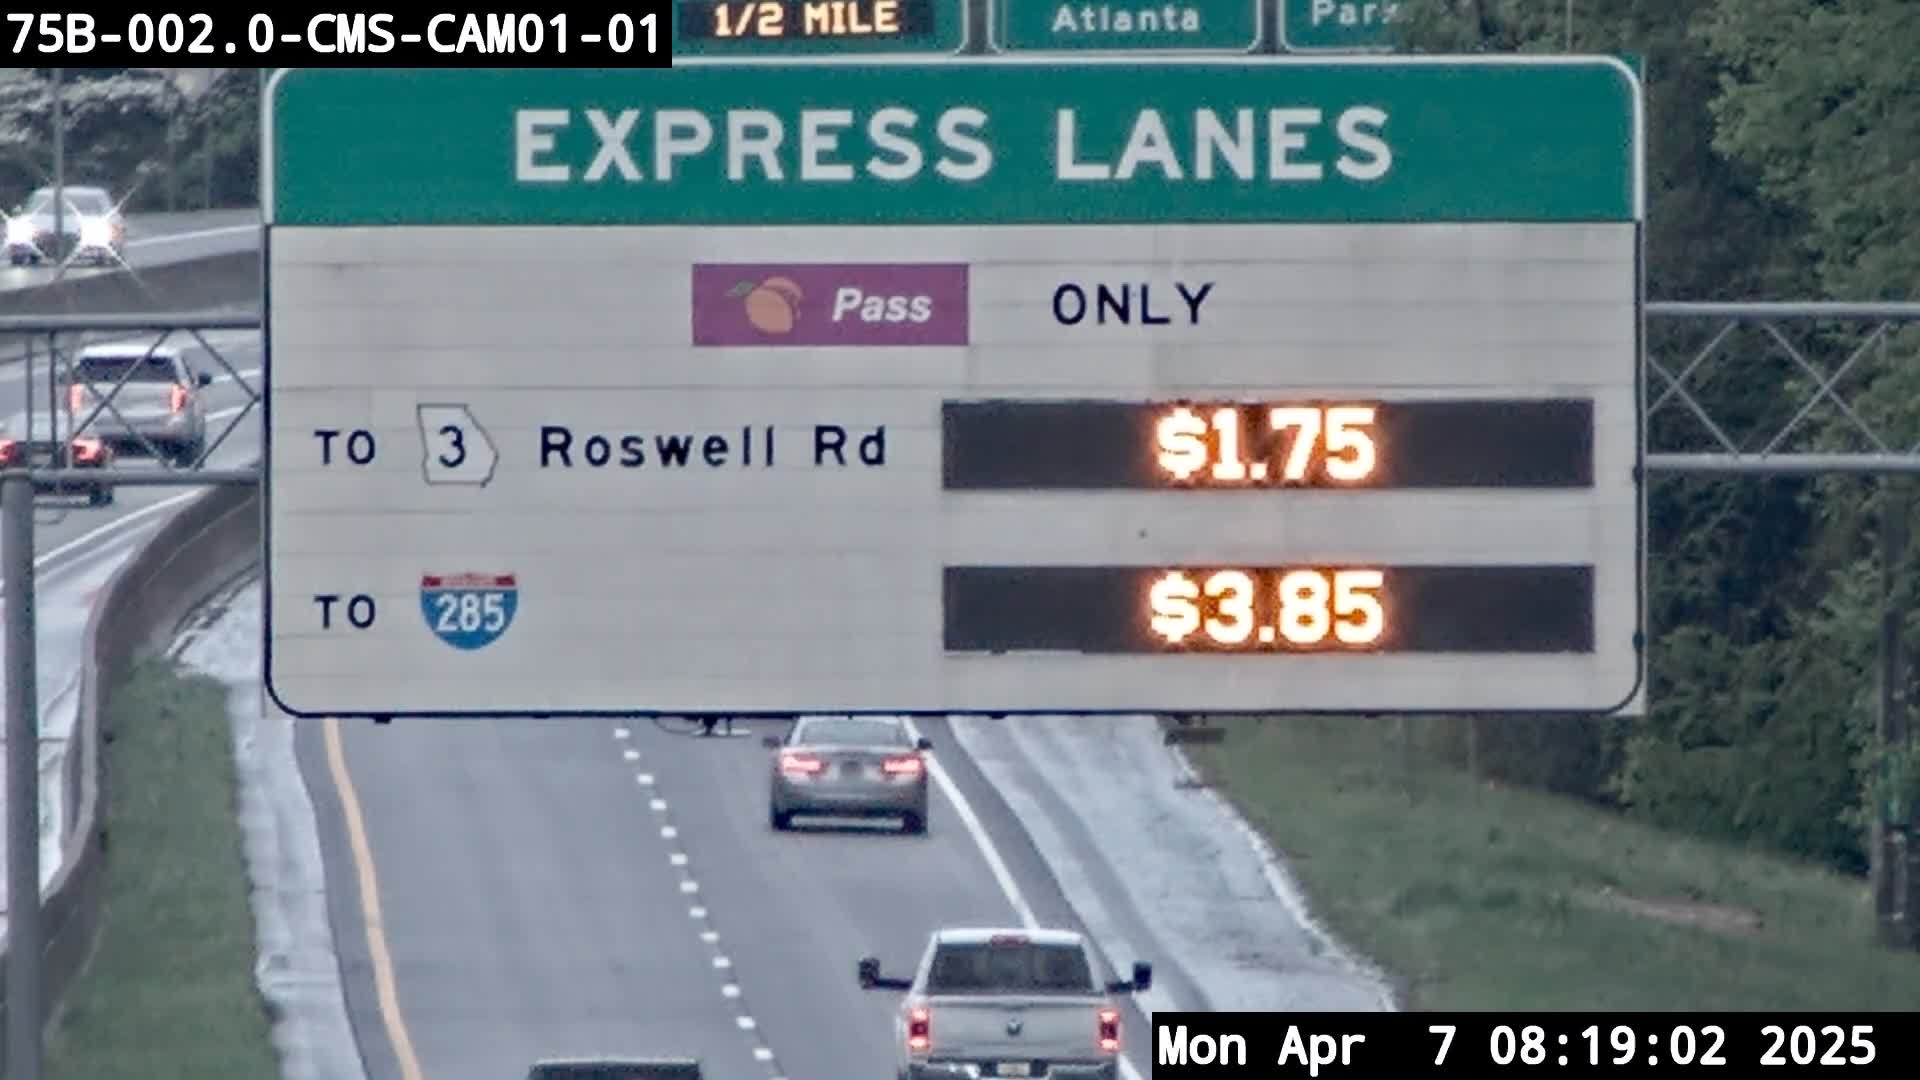 75B-002.0-CMS-CAM01-01
1/2 MILE
Atlanta
EXPRESS LANES
Pass ONLY
TO 3 Roswell Rd $1.75
TO 285 $3.85
Mon Apr 7 08:19:02 2025